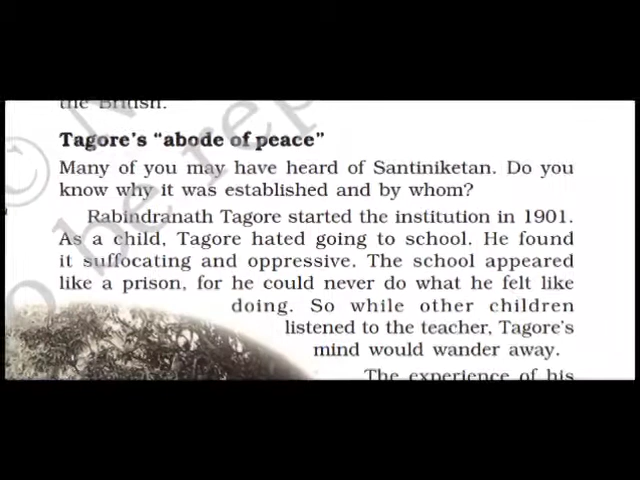 the British.
Tagore's "abode of peace"
Many of you may have heard of Santiniketan. Do you
know why it was established and by whom?
Rabindranath Tagore started the institution in 1901.
As a child, Tagore hated going to school. He found
it suffocating and oppressive. The school appeared
like a prison, for he could never do what he felt like
doing. So while other children
listened to the teacher, Tagore's
mind would wander away.
The experience of his